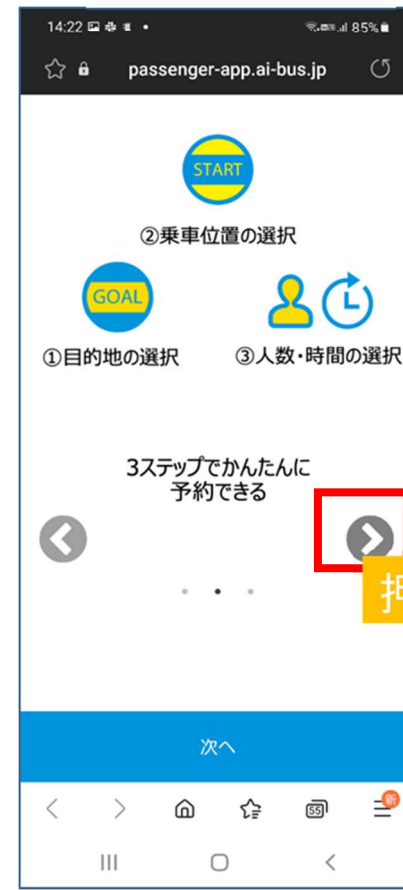 14:22
85%
passenger-app.ai-bus.jp
START
②乗車位置の選択
GOAL
①目的地の選択
③人数・時間の選択
3ステップでかんたんに
予約できる
押
次へ
55
新